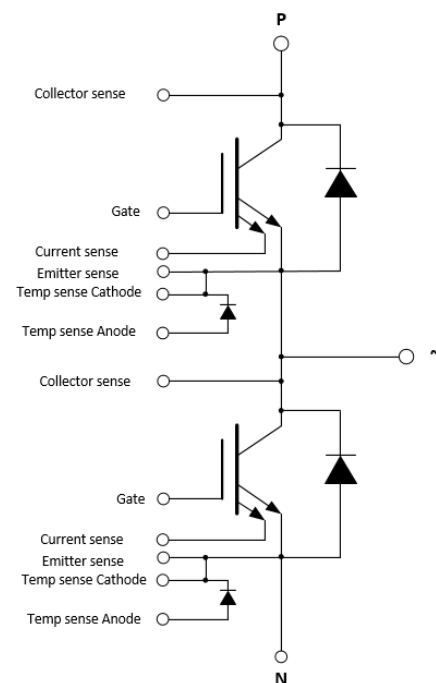 P
Collector sense
Gate
Current sense
Emitter sense
Temp sense Cathode
Temp sense Anode
~
Collector sense
Gate
Current sense
Emitter sense
Temp sense Cathode
Temp sense Anode
N